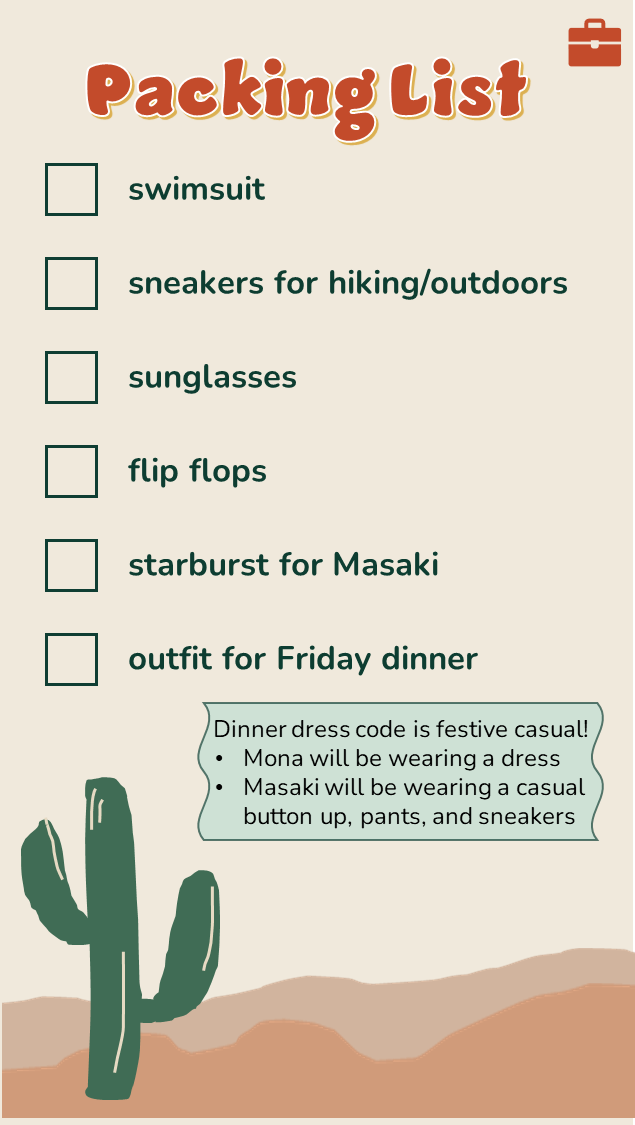 Packing List
swimsuit
sneakers for hiking/outdoors
sunglasses
flip flops
starburst for Masaki
outfit for Friday dinner
Dinner dress code is festive casual!
• Mona will be wearing a dress
• Masaki will be wearing a casual
button up, pants, and sneakers